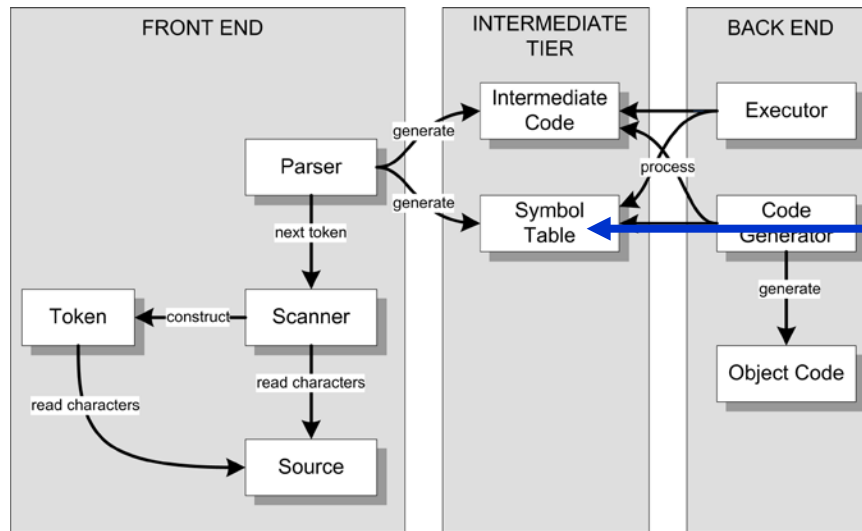 FRONT END
INTERMEDIATE
TIER
BACK END
Intermediate
Code
Executor
generate
Parser
process
generate
Symbol
Table
Code
Generator
next token
generate
Token
construct
Scanner
Object Code
read characters
read characters
Source